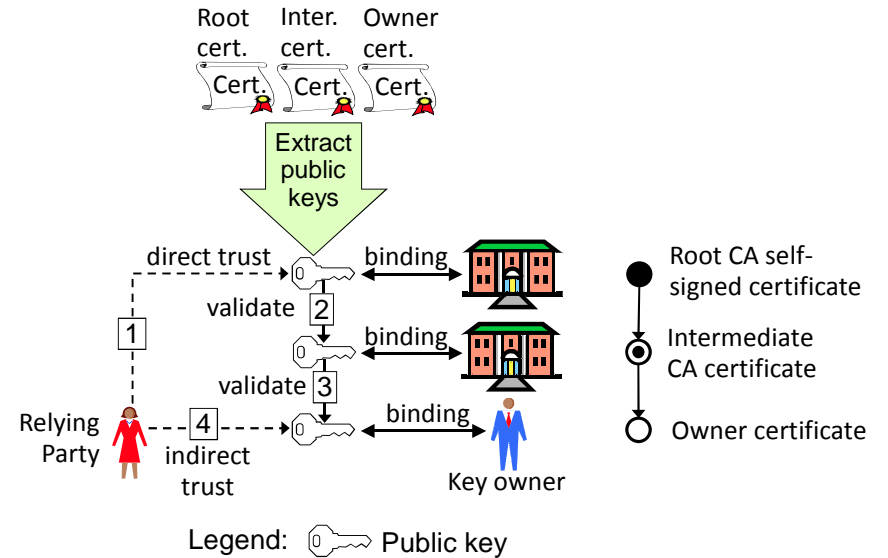 Root
cert.
Inter.
cert.
Owner
cert.
Cert.
Cert.
Cert.
Extract
public
keys
direct trust
binding
Root CA self-
signed certificate
validate
2
1
binding
Intermediate
CA certificate
validate
3
Relying
Party
4
indirect
trust
binding
Key owner
Owner certificate
Legend:
Public key